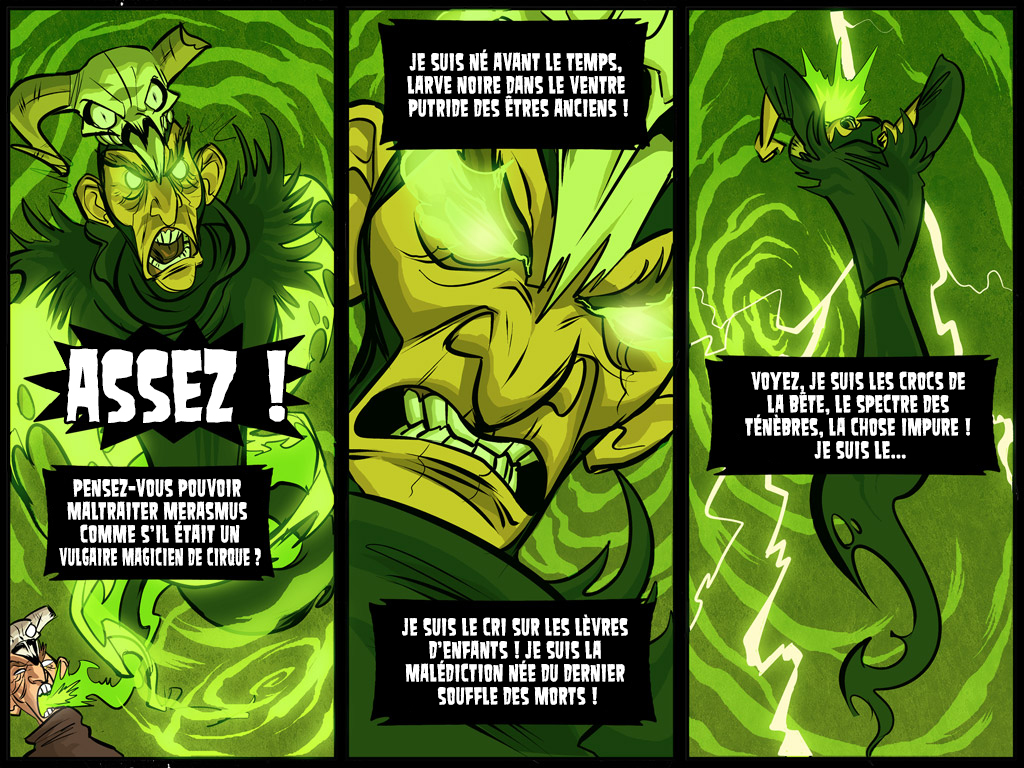 ASSEZ !
PENSEZ-VOUS POUVOIR
MALTRAITER MERASMUS
COMME S'IL ÉTAIT UN
VULGAIRE MAGICIEN DE CIRQUE ?
JE SUIS NÉ AVANT LE TEMPS,
LARVE NOIRE DANS LE VENTRE
PUTRIDE DES ÊTRES ANCIENS !
JE SUIS LE CRI SUR LES LÈVRES
D'ENFANTS ! JE SUIS LA
MALÉDICTION NÉE DU DERNIER
SOUFFLE DES MORTS !
VOYEZ, JE SUIS LES CROCS DE
LA BÊTE, LE SPECTRE DES
TÉNÈBRES, LA CHOSE IMPURE !
JE SUIS LE...